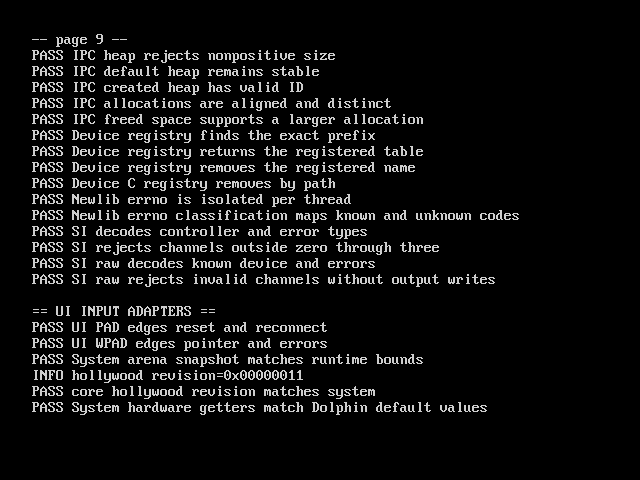 -- page 9 --
PASS IPC heap rejects nonpositive size
PASS IPC default heap remains stable
PASS IPC created heap has valid ID
PASS IPC allocations are aligned and distinct
PASS IPC freed space supports a larger allocation
PASS Device registry finds the exact prefix
PASS Device registry returns the registered table
PASS Device registry removes the registered name
PASS Device C registry removes by path
PASS Newlib errno is isolated per thread
PASS Newlib errno classification maps known and unknown codes
PASS SI decodes controller and error types
PASS SI rejects channels outside zero through three
PASS SI raw decodes known device and errors
PASS SI raw rejects invalid channels without output writes
== UI INPUT ADAPTERS ==
PASS UI PAD edges reset and reconnect
PASS UI WPAD edges pointer and errors
PASS System arena snapshot matches runtime bounds
INFO hollywood revision=0x00000011
PASS core hollywood revision matches system
PASS System hardware getters match Dolphin default values